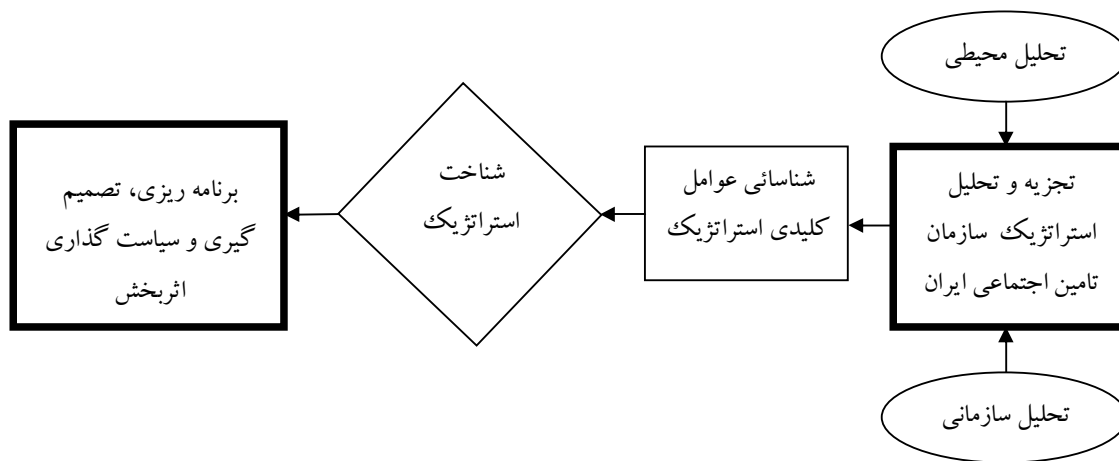 تحلیل محیطی
تجزیه و تحلیل
استراتژیک سازمان
تامین اجتماعی ایران
تحلیل سازمانی
شناسائی عوامل
کلیدی استراتژیک
شناخت
استراتژیک
برنامه ریزی، تصمیم
گیری و سیاست گذاری
اثربخش